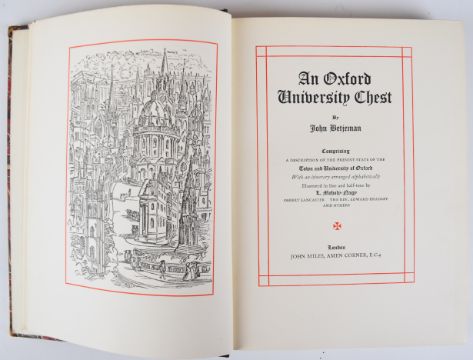 An Oxford
University Chest
By
John Betjeman
Comprising
A DESCRIPTION OF THE PRESENT STATE OF THE
Town and University of Oxford
With an itinerary arranged alphabetically
Illustrated in line and half-tone by
L. Moholy-Nagy
OSBERT LANCASTER THE REV. EDWARD BRADLEY
AND OTHERS
London
JOHN MILES, AMEN CORNER, E.C.4